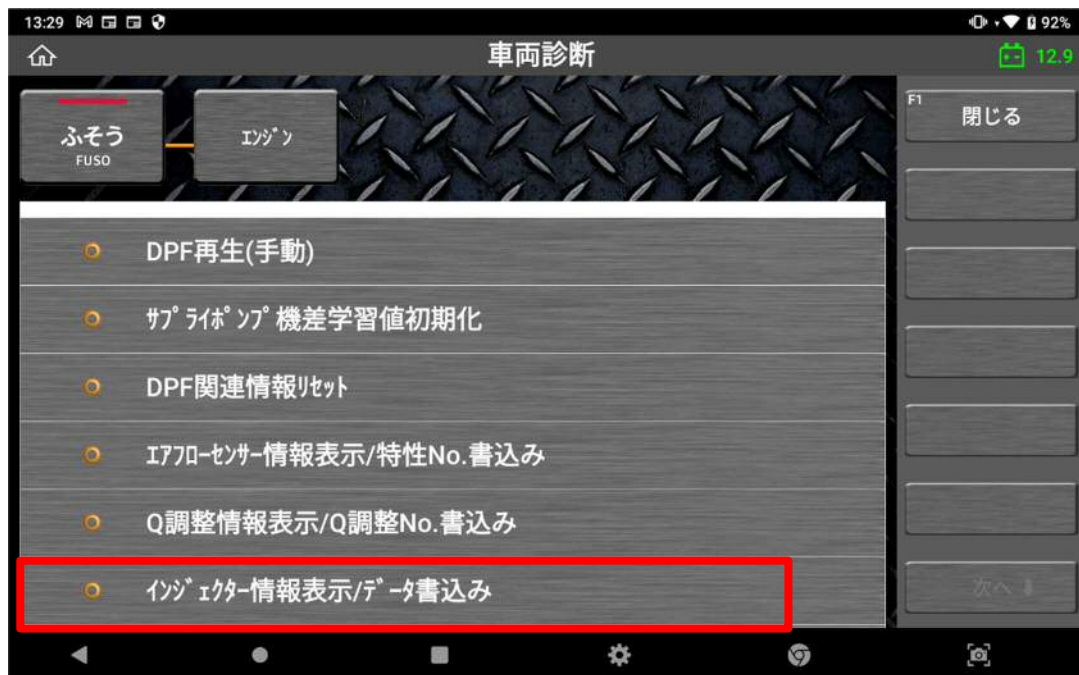 13:29
92%
車両診断
12.9
ふそう
FUSO
ｴﾝｼﾞﾝ
F1
閉じる
DPF再生(手動)
ｻﾌﾟﾗｲﾎﾟﾝﾌﾟ機差学習値初期化
DPF関連情報ﾘｾｯﾄ
ｴｱﾌﾛｰｾﾝｻｰ情報表示/特性No.書込み
Q調整情報表示/Q調整No.書込み
ｲﾝｼﾞｪｸﾀｰ情報表示/ﾃﾞｰﾀ書込み
次へ⬇